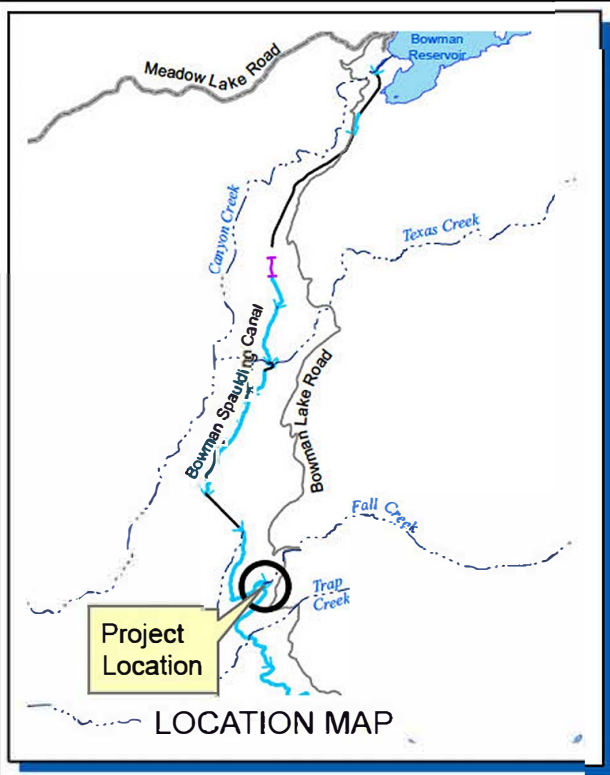 Bowman
Reservoir
Meadow Lake Road
Canyon Creek
Texas Creek
Bowman Spaulding Canal
Bowman Lake Road
Fall Creek
Trap
Creek
Project
Location
LOCATION MAP